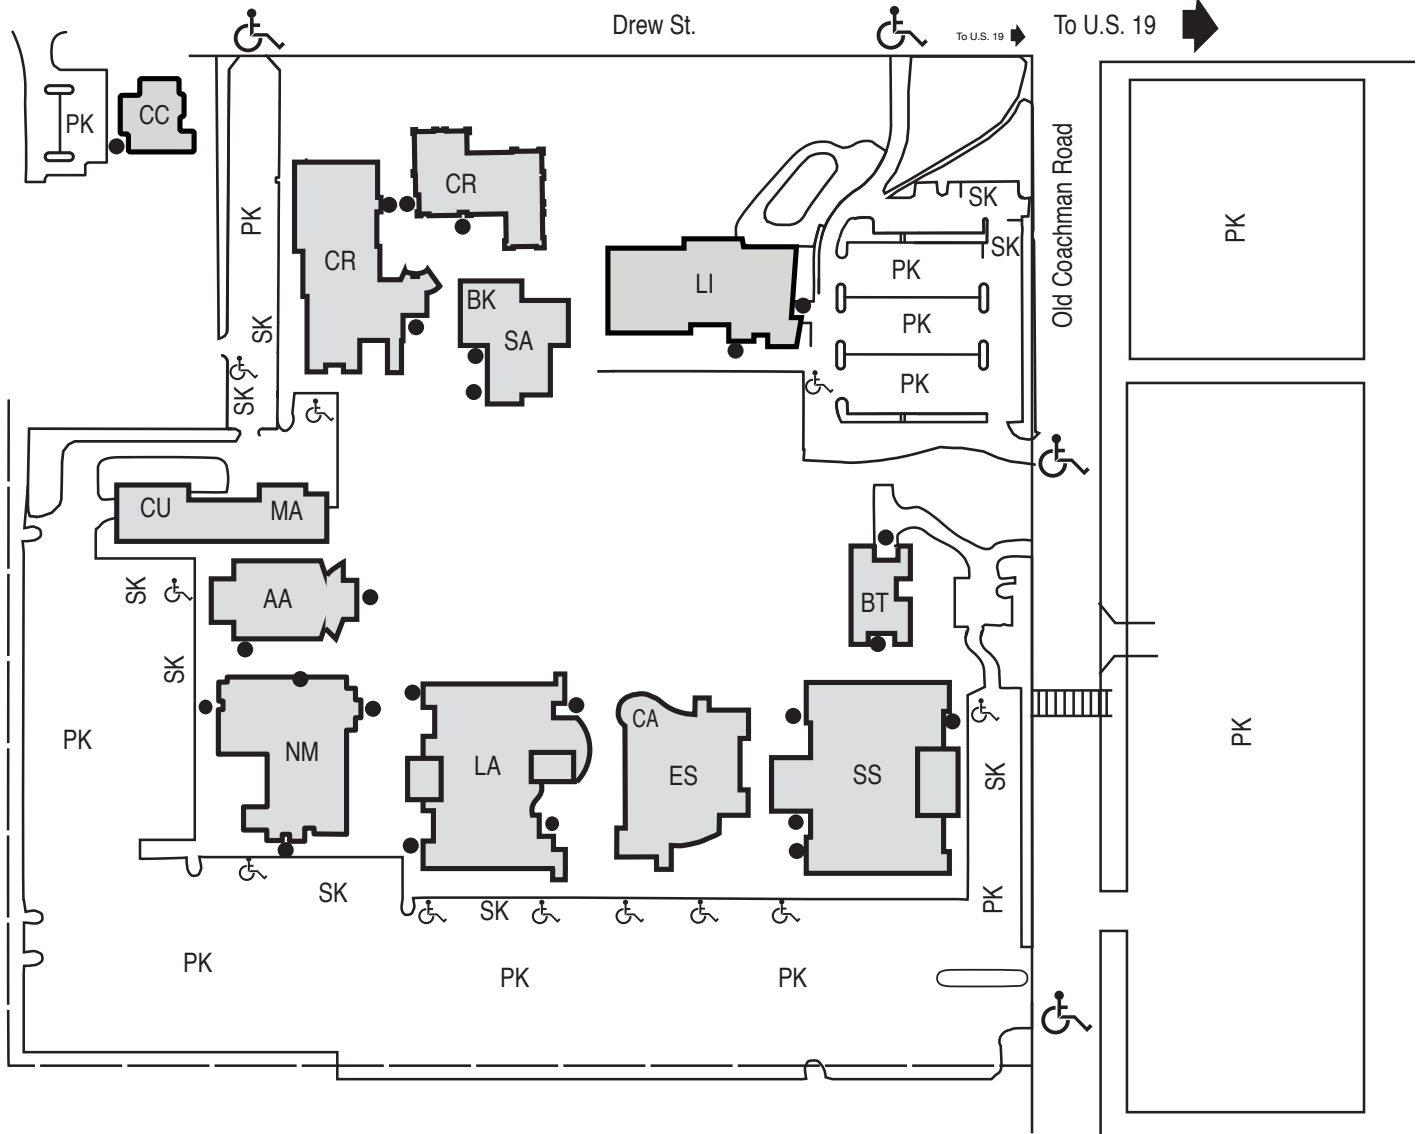 Drew St.
To U.S. 19
To U.S. 19
CC
PK
CR
SK
PK
PK
PK
Old Coachman Road
SK
CR
PK
LI
BK
PK
SK
SA
PK
SK
CU
MA
SK
AA
BT
SK
PK
NM
LA
CA
ES
SS
SK
PK
SK
SK
PK
PK
PK
PK